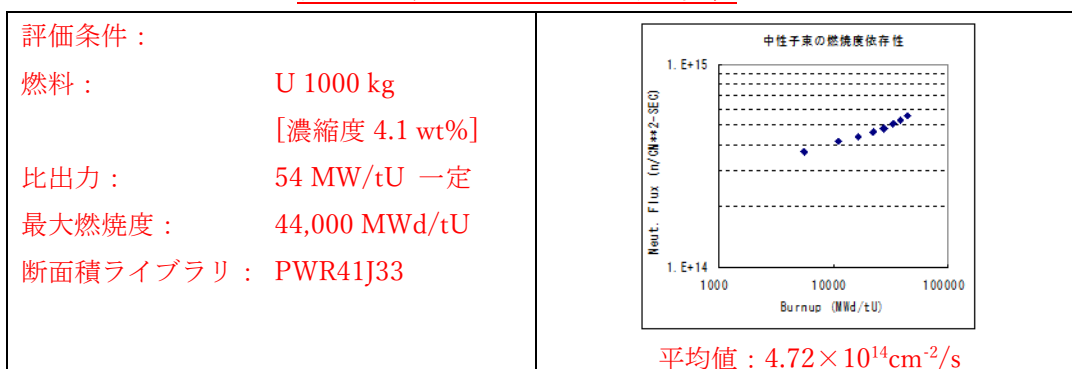 評価条件：
燃料： U 1000 kg
[濃縮度 4.1 wt%]
比出力： 54 MW/tU 一定
最大燃焼度： 44,000 MWd/tU
断面積ライブラリ： PWR41J33
中性子束の燃焼度依存性
1.E+15
Neut. Flux (n/CM**2-SEC)
1.E+14
1000 10000 100000
Burnup (MWd/tU)
平均値：4.72×10¹⁴cm⁻²/s